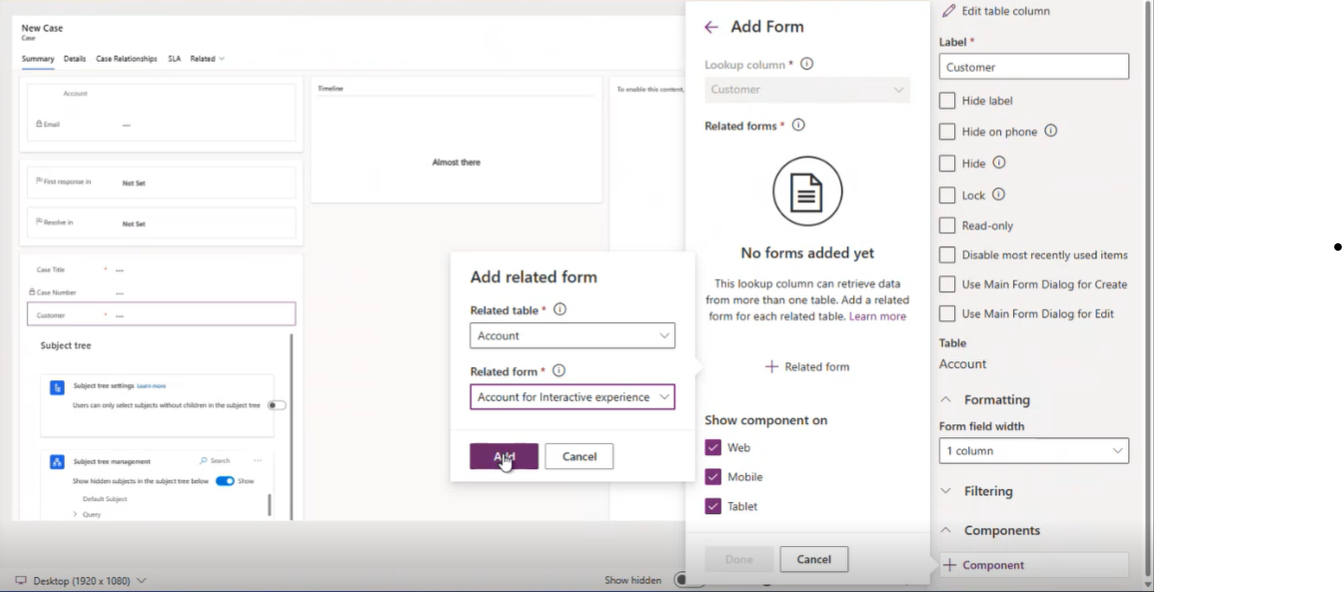 New Case
Case
Summary Details Case Relationships SLA Related
Account
Email ---
First response in Not Set
Resolve in Not Set
Case Title * ---
Case Number ---
Customer * ---
Subject tree
Subject tree settings Learn more
Users can only select subjects without children in the subject tree
Subject tree management Search ...
Show hidden subjects in the subject tree below Show
Default Subject
Query
Timeline
Almost there
To enable this content,
Add related form
Related table *
Account
Related form *
Account for Interactive experience
Add Cancel
Add Form
Lookup column *
Customer
Related forms *
No forms added yet
This lookup column can retrieve data
from more than one table. Add a related
form for each related table. Learn more
+ Related form
Show component on
Web
Mobile
Tablet
Done Cancel
Edit table column
Label *
Customer
Hide label
Hide on phone
Hide
Lock
Read-only
Disable most recently used items
Use Main Form Dialog for Create
Use Main Form Dialog for Edit
Table
Account
Formatting
Form field width
1 column
Filtering
Components
+ Component
Desktop (1920 x 1080)
Show hidden